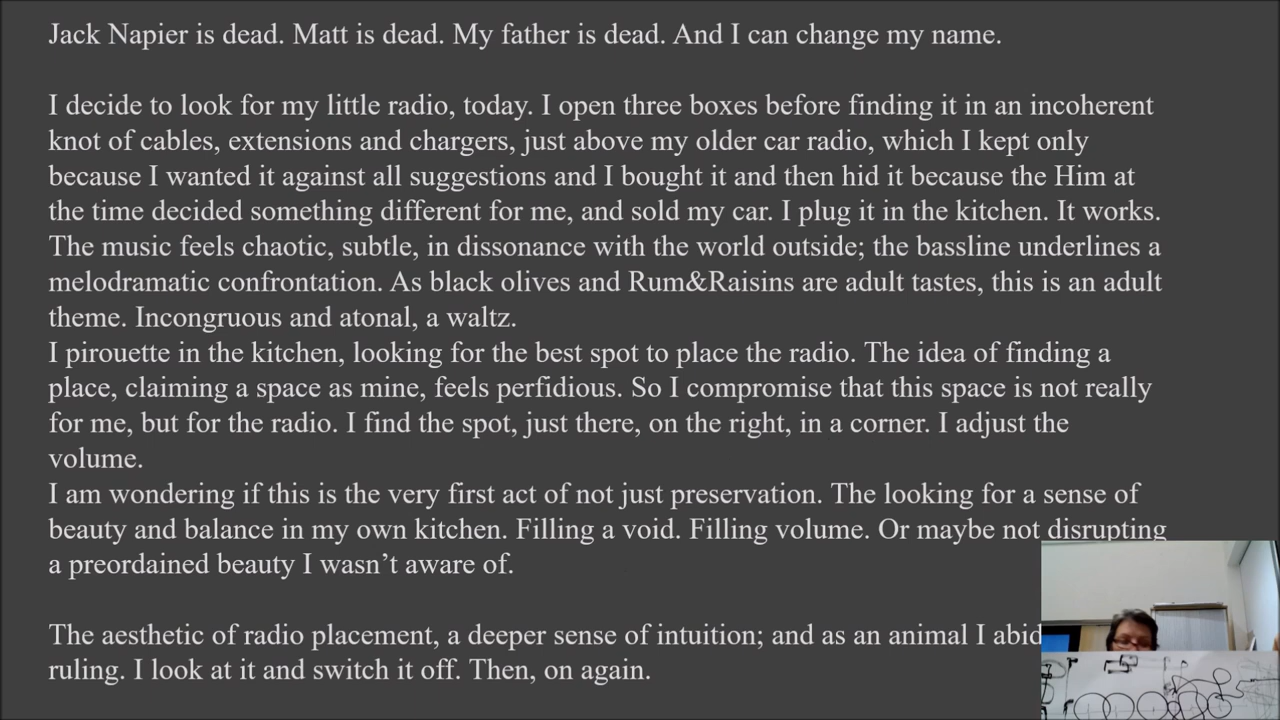 Jack Napier is dead. Matt is dead. My father is dead. And I can change my name.
I decide to look for my little radio, today. I open three boxes before finding it in an incoherent
knot of cables, extensions and chargers, just above my older car radio, which I kept only
because I wanted it against all suggestions and I bought it and then hid it because the Him at
the time decided something different for me, and sold my car. I plug it in the kitchen. It works.
The music feels chaotic, subtle, in dissonance with the world outside; the bassline underlines a
melodramatic confrontation. As black olives and Rum&Raisins are adult tastes, this is an adult
theme. Incongruous and atonal, a waltz.
I pirouette in the kitchen, looking for the best spot to place the radio. The idea of finding a
place, claiming a space as mine, feels perfidious. So I compromise that this space is not really
for me, but for the radio. I find the spot, just there, on the right, in a corner. I adjust the
volume.
I am wondering if this is the very first act of not just preservation. The looking for a sense of
beauty and balance in my own kitchen. Filling a void. Filling volume. Or maybe not disrupting
a preordained beauty I wasn’t aware of.
The aesthetic of radio placement, a deeper sense of intuition; and as an animal I
ruling. I look at it and switch it off. Then, on again.